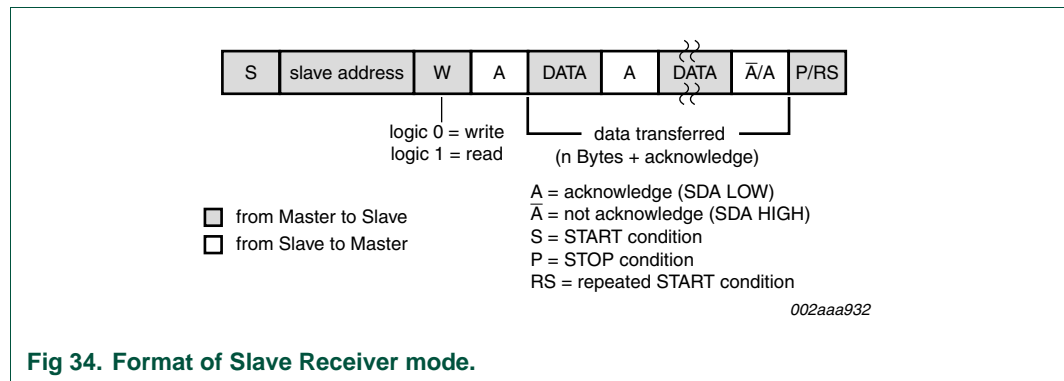 S slave address W A DATA A DATA A̅/A P/RS
logic 0 = write
logic 1 = read
data transferred
(n Bytes + acknowledge)
A = acknowledge (SDA LOW)
A̅ = not acknowledge (SDA HIGH)
S = START condition
P = STOP condition
RS = repeated START condition
from Master to Slave
from Slave to Master
002aaa932
Fig 34. Format of Slave Receiver mode.